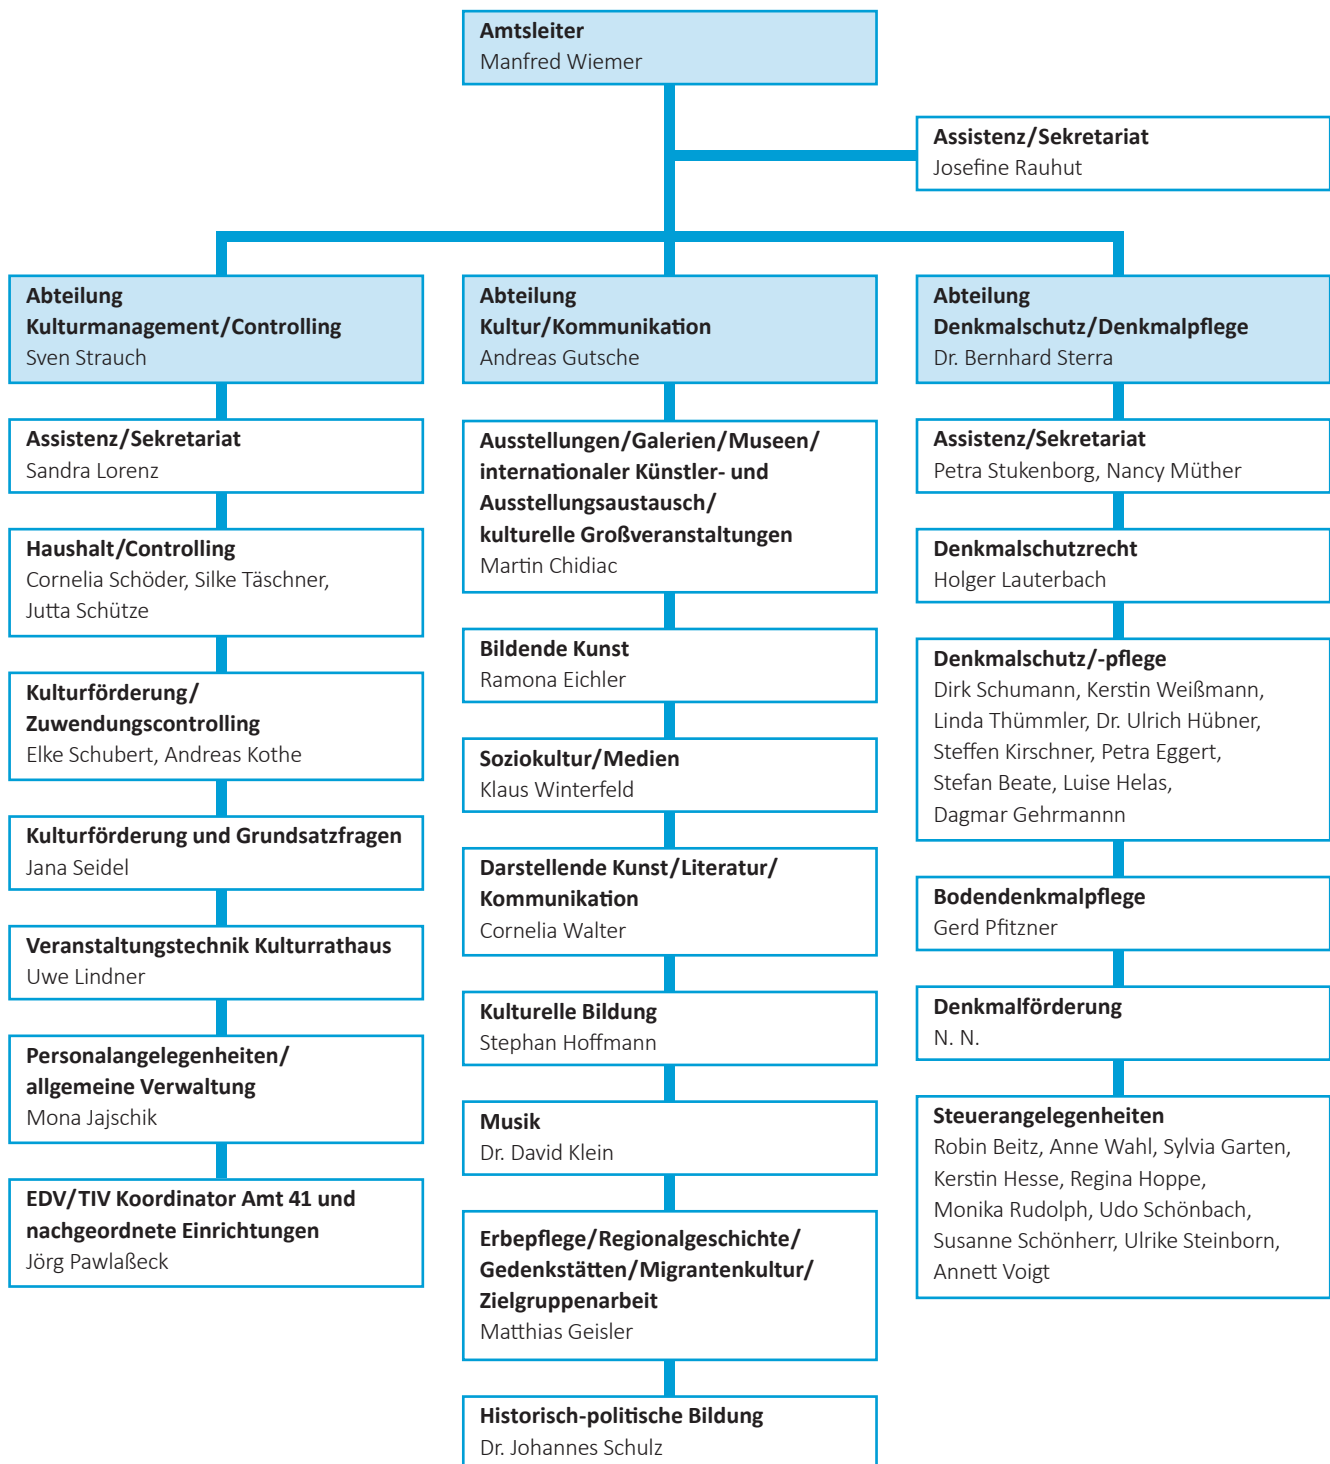 Amtsleiter
Manfred Wiemer
Assistenz/Sekretariat
Josefine Rauhut
Abteilung
Kulturmanagement/Controlling
Sven Strauch
Assistenz/Sekretariat
Sandra Lorenz
Haushalt/Controlling
Cornelia Schöder, Silke Täschner,
Jutta Schütze
Kulturförderung/
Zuwendungscontrolling
Elke Schubert, Andreas Kothe
Kulturförderung und Grundsatzfragen
Jana Seidel
Veranstaltungstechnik Kulturrathaus
Uwe Lindner
Personalangelegenheiten/
allgemeine Verwaltung
Mona Jajschik
EDV/TIV Koordinator Amt 41 und
nachgeordnete Einrichtungen
Jörg Pawlaßeck
Abteilung
Kultur/Kommunikation
Andreas Gutsche
Ausstellungen/Galerien/Museen/
internationaler Künstler- und
Ausstellungsaustausch/
kulturelle Großveranstaltungen
Martin Chidiac
Bildende Kunst
Ramona Eichler
Soziokultur/Medien
Klaus Winterfeld
Darstellende Kunst/Literatur/
Kommunikation
Cornelia Walter
Kulturelle Bildung
Stephan Hoffmann
Musik
Dr. David Klein
Erbepflege/Regionalgeschichte/
Gedenkstätten/Migrantenkultur/
Zielgruppenarbeit
Matthias Geisler
Historisch-politische Bildung
Dr. Johannes Schulz
Abteilung
Denkmalschutz/Denkmalpflege
Dr. Bernhard Sterra
Assistenz/Sekretariat
Petra Stukenborg, Nancy Müther
Denkmalschutzrecht
Holger Lauterbach
Denkmalschutz/-pflege
Dirk Schumann, Kerstin Weißmann,
Linda Thümmler, Dr. Ulrich Hübner,
Steffen Kirschner, Petra Eggert,
Stefan Beate, Luise Helas,
Dagmar Gehrmannn
Bodendenkmalpflege
Gerd Pfitzner
Denkmalförderung
N. N.
Steuerangelegenheiten
Robin Beitz, Anne Wahl, Sylvia Garten,
Kerstin Hesse, Regina Hoppe,
Monika Rudolph, Udo Schönbach,
Susanne Schönherr, Ulrike Steinborn,
Annett Voigt